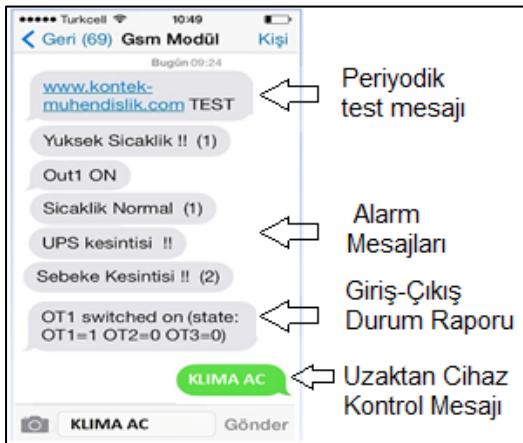 Turkcell 10:49
Geri (69) Gsm Modül Kişi
Bugün 09:24
www.kontek-
muhendislik.com TEST
Periyodik
test mesajı
Yuksek Sicaklik !! (1)
Out1 ON
Sicaklik Normal (1)
UPS kesintisi !!
Sebeke Kesintisi !! (2)
Alarm
Mesajları
OT1 switched on (state:
OT1=1 OT2=0 OT3=0)
Giriş-Çıkış
Durum Raporu
KLIMA AC
Uzaktan Cihaz
Kontrol Mesajı
KLIMA AC Gönder